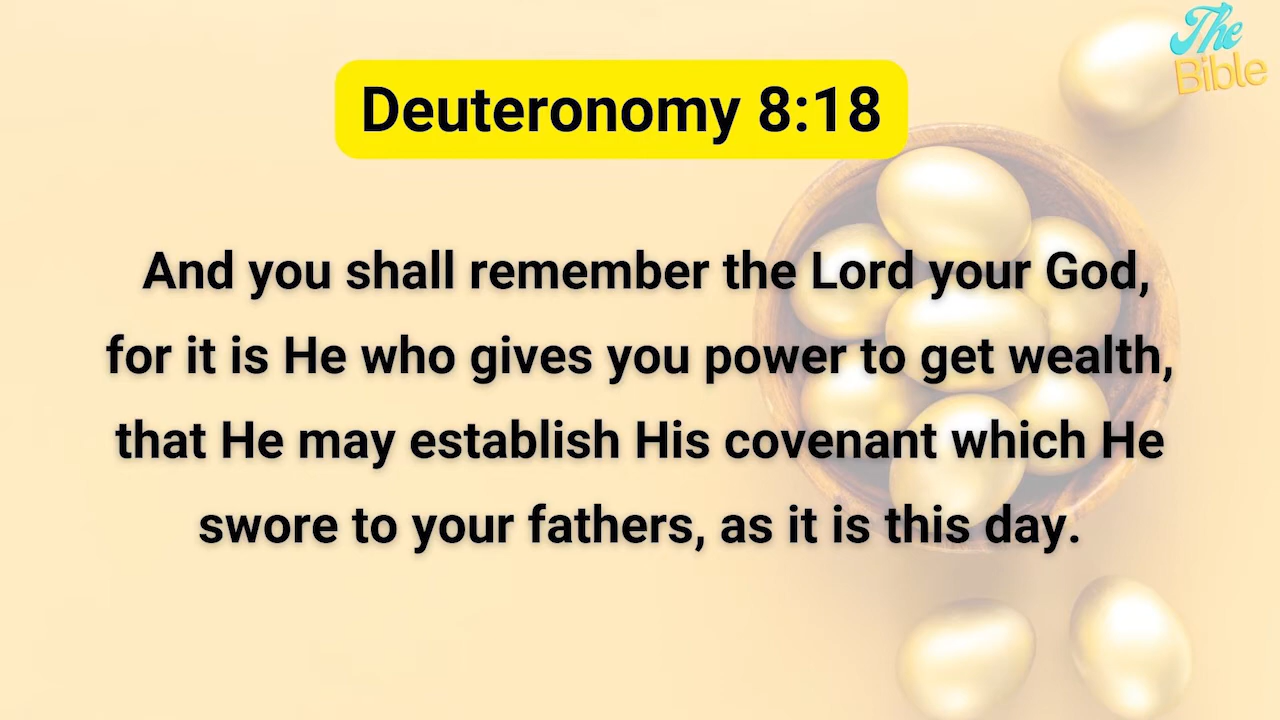 The
Bible
Deuteronomy 8:18
And you shall remember the Lord your God,
for it is He who gives you power to get wealth,
that He may establish His covenant which He
swore to your fathers, as it is this day.